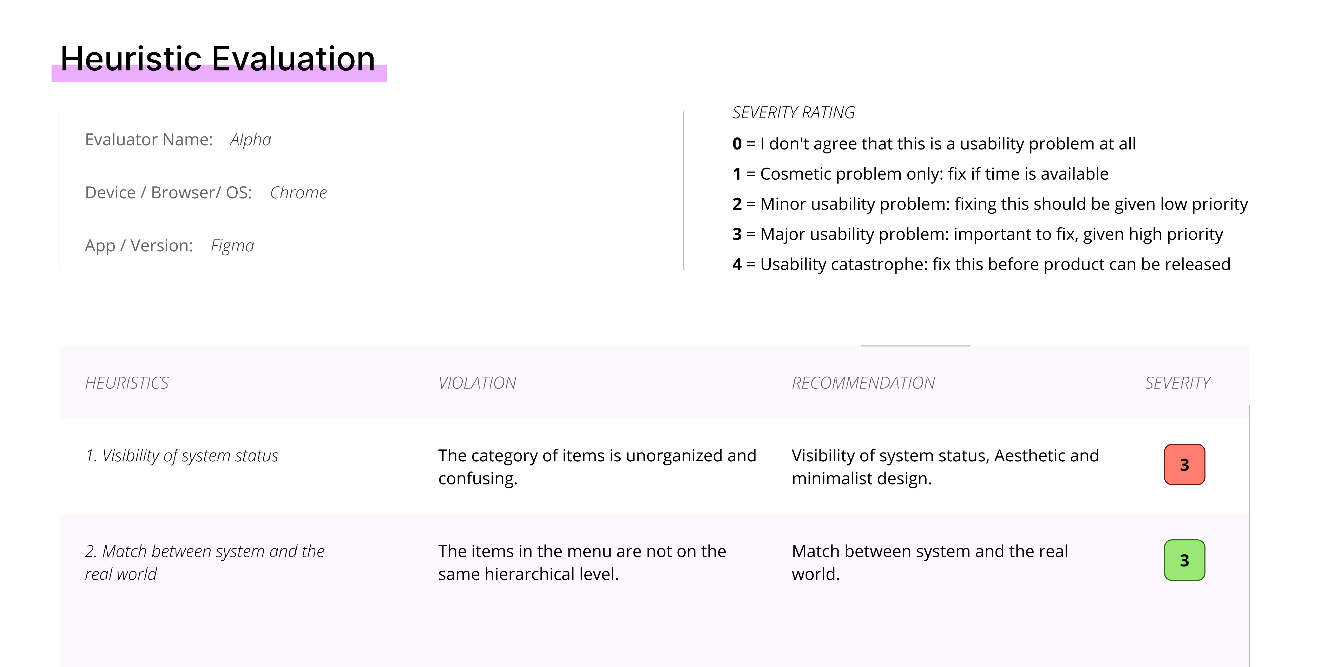 Heuristic Evaluation
Evaluator Name: Alpha
Device / Browser/ OS: Chrome
App / Version: Figma
SEVERITY RATING
0 = I don't agree that this is a usability problem at all
1 = Cosmetic problem only: fix if time is available
2 = Minor usability problem: fixing this should be given low priority
3 = Major usability problem: important to fix, given high priority
4 = Usability catastrophe: fix this before product can be released
HEURISTICS VIOLATION RECOMMENDATION SEVERITY
1. Visibility of system status
The category of items is unorganized and
confusing.
Visibility of system status, Aesthetic and
minimalist design.
3
2. Match between system and the
real world
The items in the menu are not on the
same hierarchical level.
Match between system and the real
world.
3